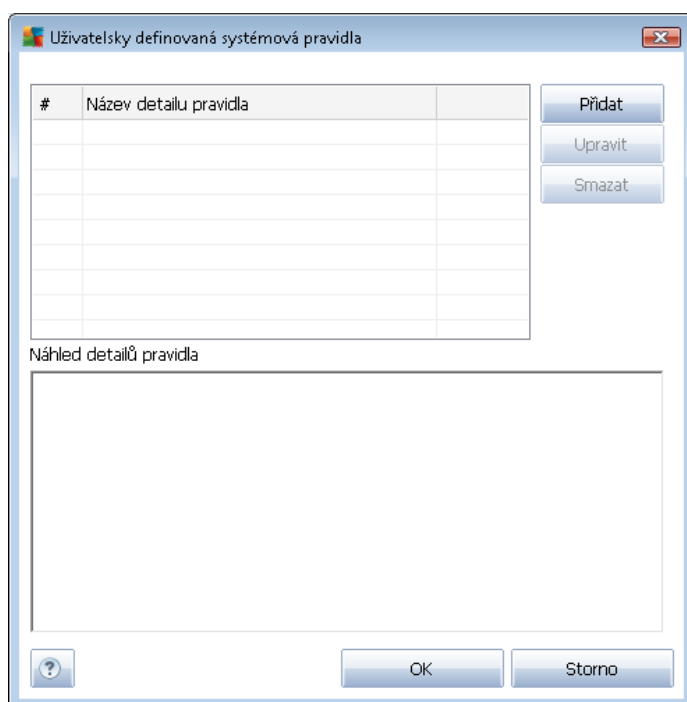 Uživatelsky definovaná systémová pravidla
# Název detailu pravidla
Přidat
Upravit
Smazat
Náhled detailů pravidla
?
OK
Storno